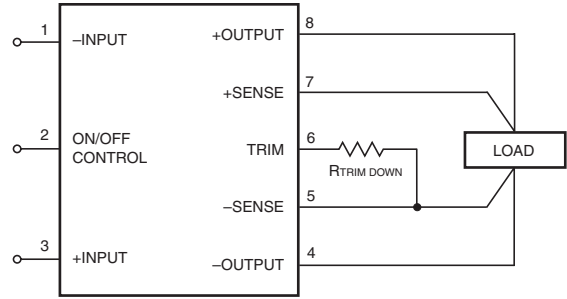 1
–INPUT
2
ON/OFF
CONTROL
3
+INPUT
+OUTPUT
8
+SENSE
7
TRIM
6
RTRIM DOWN
–SENSE
5
–OUTPUT
4
LOAD